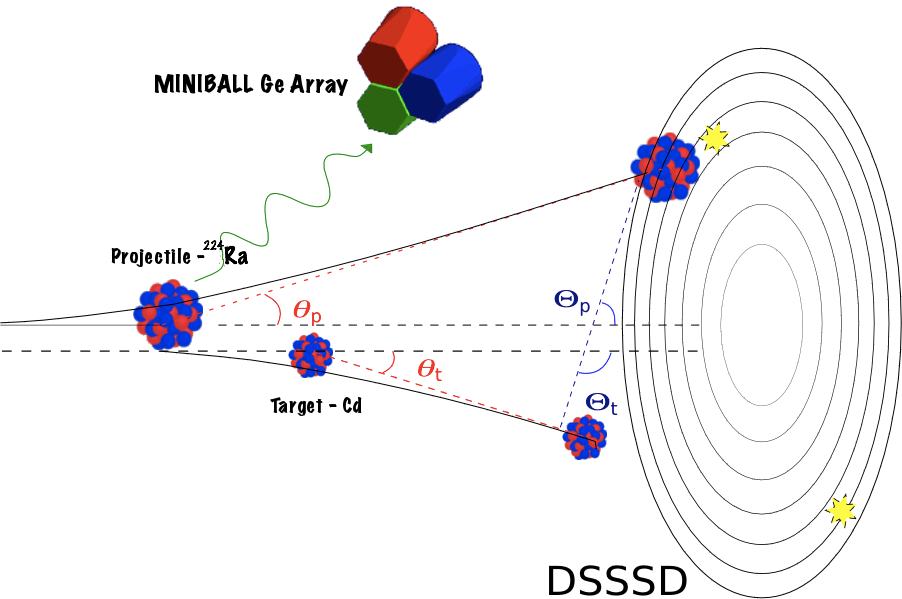 MINIBALL Ge Array
Projectile - ²²⁴Ra
θp
Θp
θt
Target - Cd
Θt
DSSSD